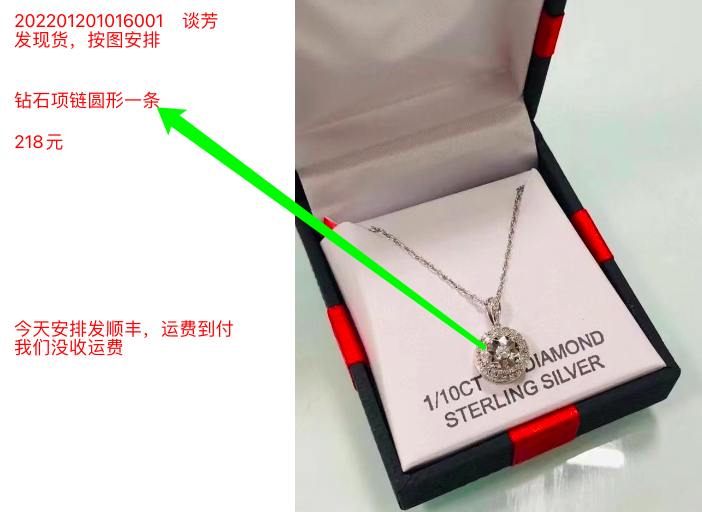 202201201016001 谈芳
发现货，按图安排
钻石项链圆形一条
218元
今天安排发顺丰，运费到付
我们没收运费
1/10CT DIAMOND
STERLING SILVER